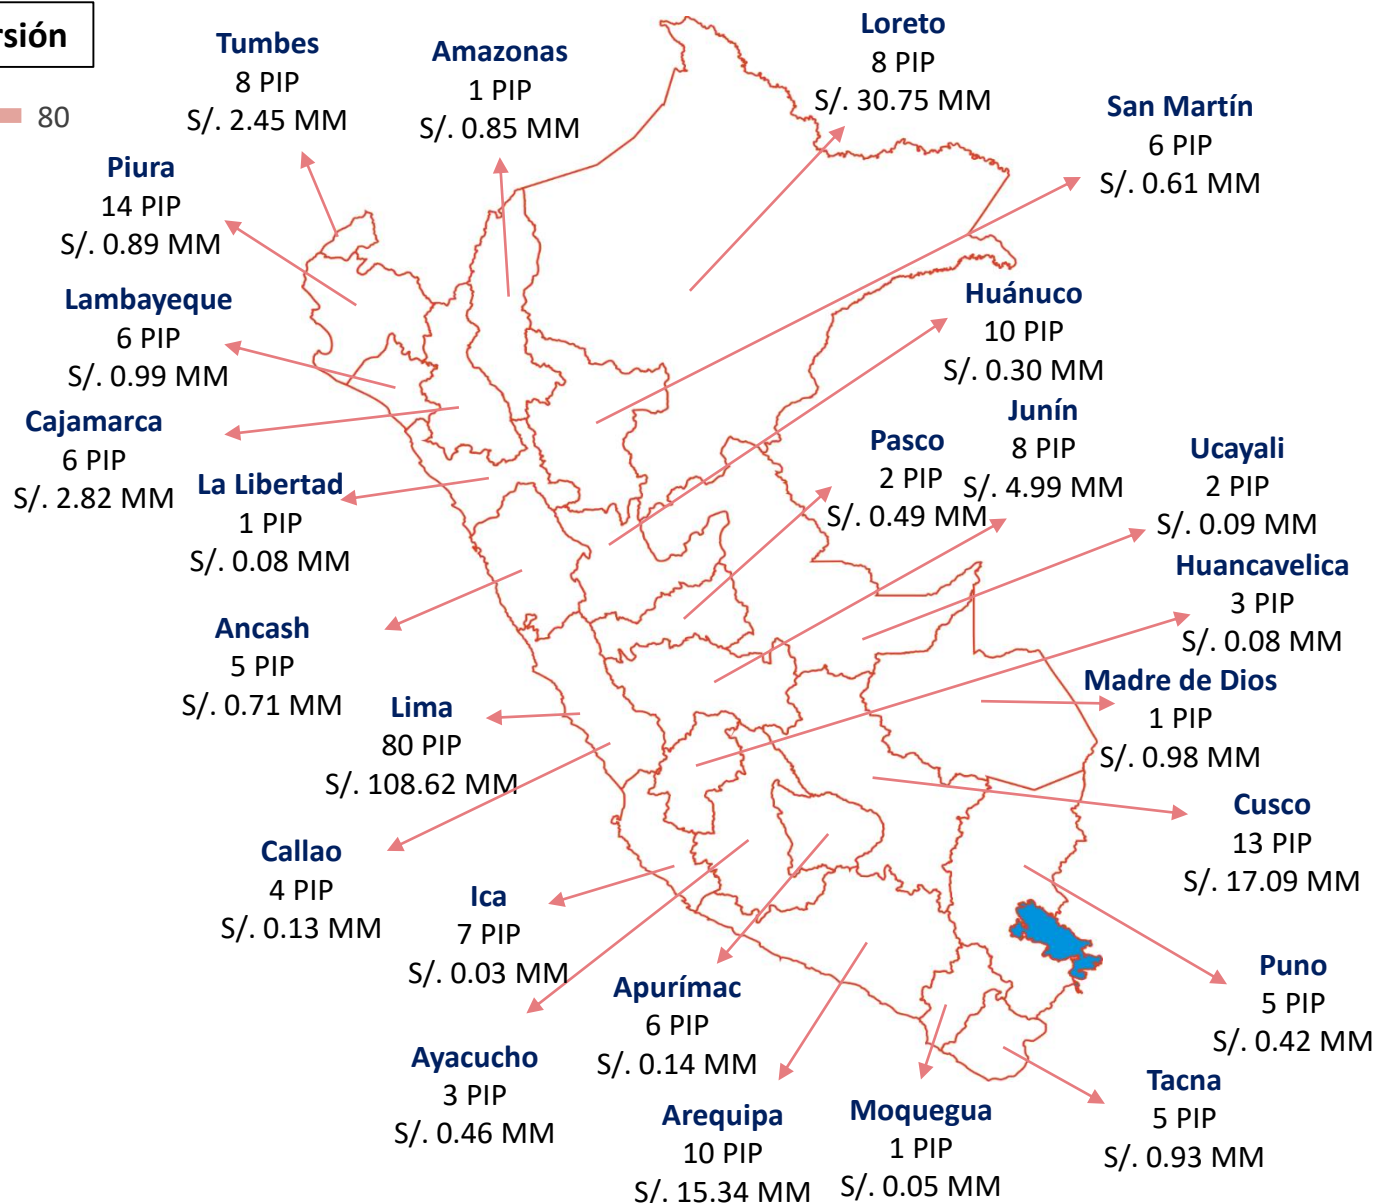 rsión
80
Tumbes
8 PIP
S/. 2.45 MM
Amazonas
1 PIP
S/. 0.85 MM
Loreto
8 PIP
S/. 30.75 MM
San Martín
6 PIP
S/. 0.61 MM
Piura
14 PIP
S/. 0.89 MM
Lambayeque
6 PIP
S/. 0.99 MM
Huánuco
10 PIP
S/. 0.30 MM
Cajamarca
6 PIP
S/. 2.82 MM
La Libertad
1 PIP
S/. 0.08 MM
Pasco
2 PIP
S/. 0.49 MM
Junín
8 PIP
S/. 4.99 MM
Ucayali
2 PIP
S/. 0.09 MM
Huancavelica
3 PIP
S/. 0.08 MM
Ancash
5 PIP
S/. 0.71 MM
Lima
80 PIP
S/. 108.62 MM
Madre de Dios
1 PIP
S/. 0.98 MM
Cusco
13 PIP
S/. 17.09 MM
Callao
4 PIP
S/. 0.13 MM
Ica
7 PIP
S/. 0.03 MM
Apurímac
6 PIP
S/. 0.14 MM
Puno
5 PIP
S/. 0.42 MM
Ayacucho
3 PIP
S/. 0.46 MM
Arequipa
10 PIP
S/. 15.34 MM
Moquegua
1 PIP
S/. 0.05 MM
Tacna
5 PIP
S/. 0.93 MM